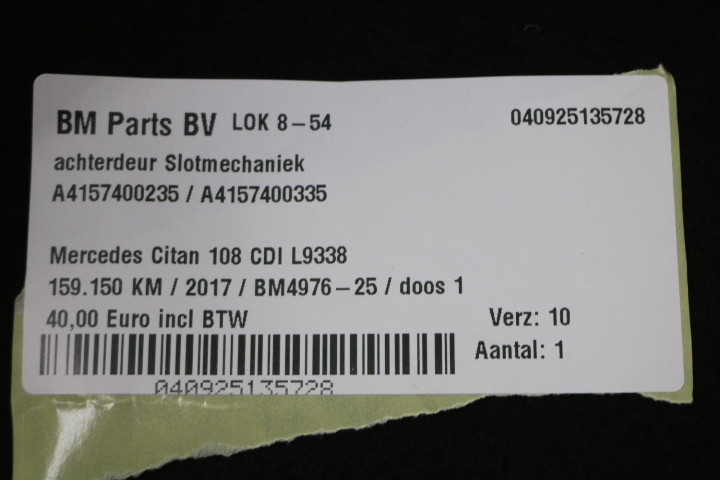 BM Parts BV LOK 8-54 040925135728
achterdeur Slotmechaniek
A4157400235 / A4157400335
Mercedes Citan 108 CDI L9338
159.150 KM / 2017 / BM4976-25 / doos 1
40,00 Euro incl BTW Verz: 10
Aantal: 1
040925135728